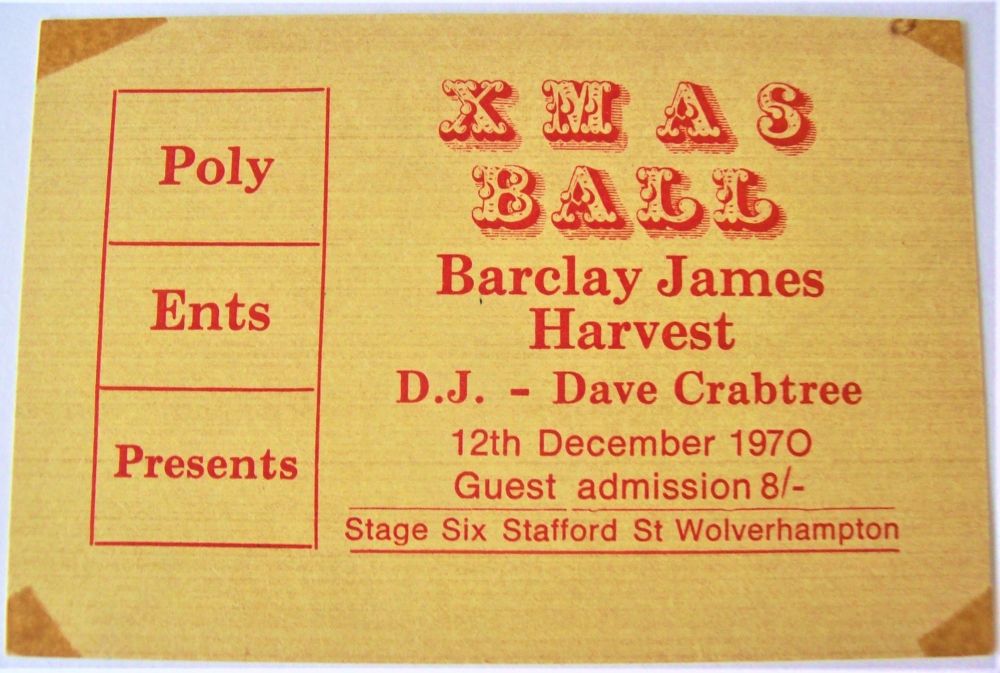 Poly
Ents
Presents
XMAS
BALL
Barclay James
Harvest
D.J. - Dave Crabtree
12th December 1970
Guest admission 8/-
Stage Six Stafford St Wolverhampton